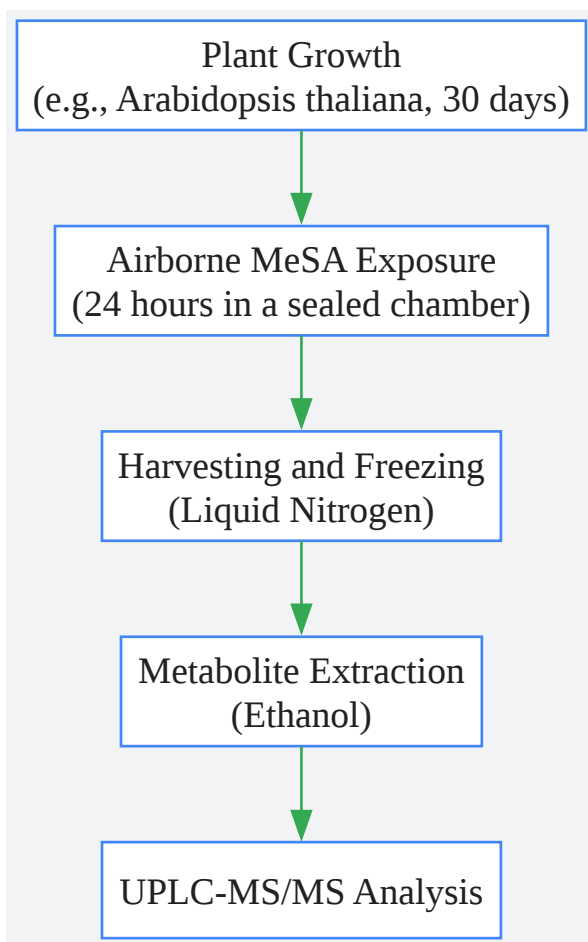 Plant Growth
(e.g., Arabidopsis thaliana, 30 days)
Airborne MeSA Exposure
(24 hours in a sealed chamber)
Harvesting and Freezing
(Liquid Nitrogen)
Metabolite Extraction
(Ethanol)
UPLC-MS/MS Analysis